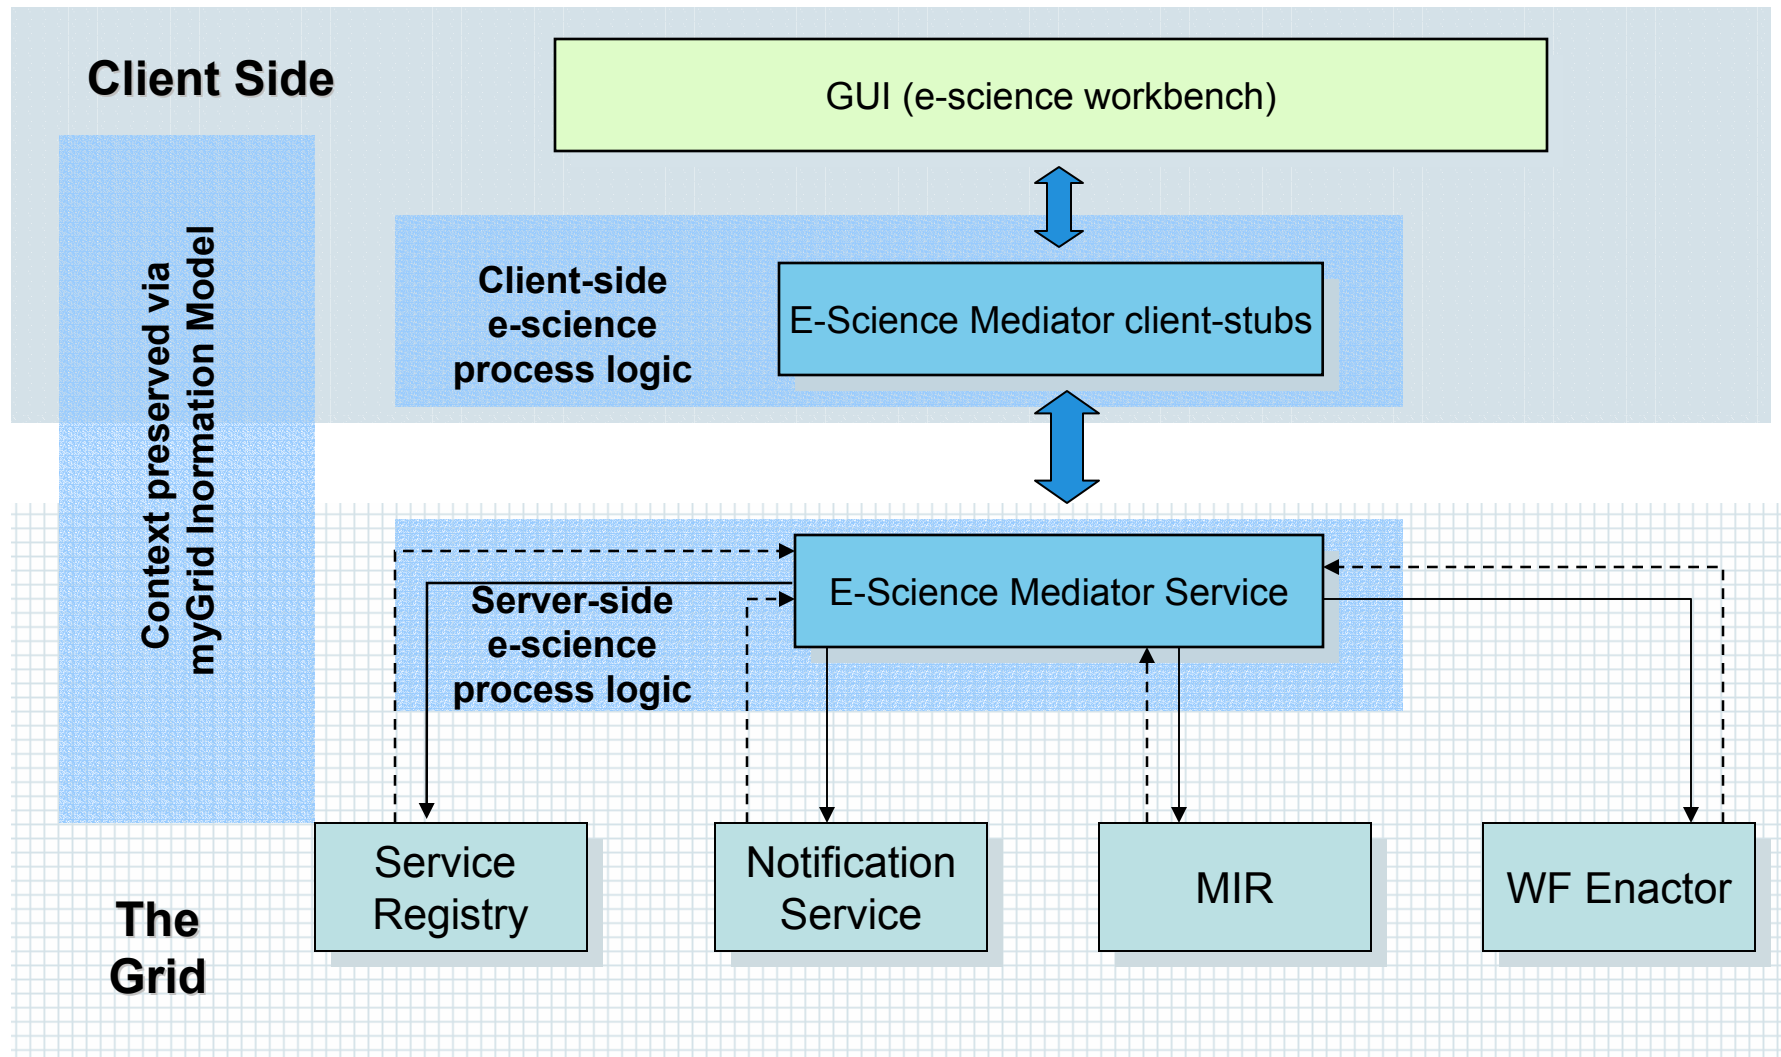 Client Side
GUI (e-science workbench)
Context preserved via
myGrid Inormation Model
Client-side
e-science
process logic
E-Science Mediator client-stubs
Server-side
e-science
process logic
E-Science Mediator Service
Service
Registry
Notification
Service
MIR
WF Enactor
The
Grid